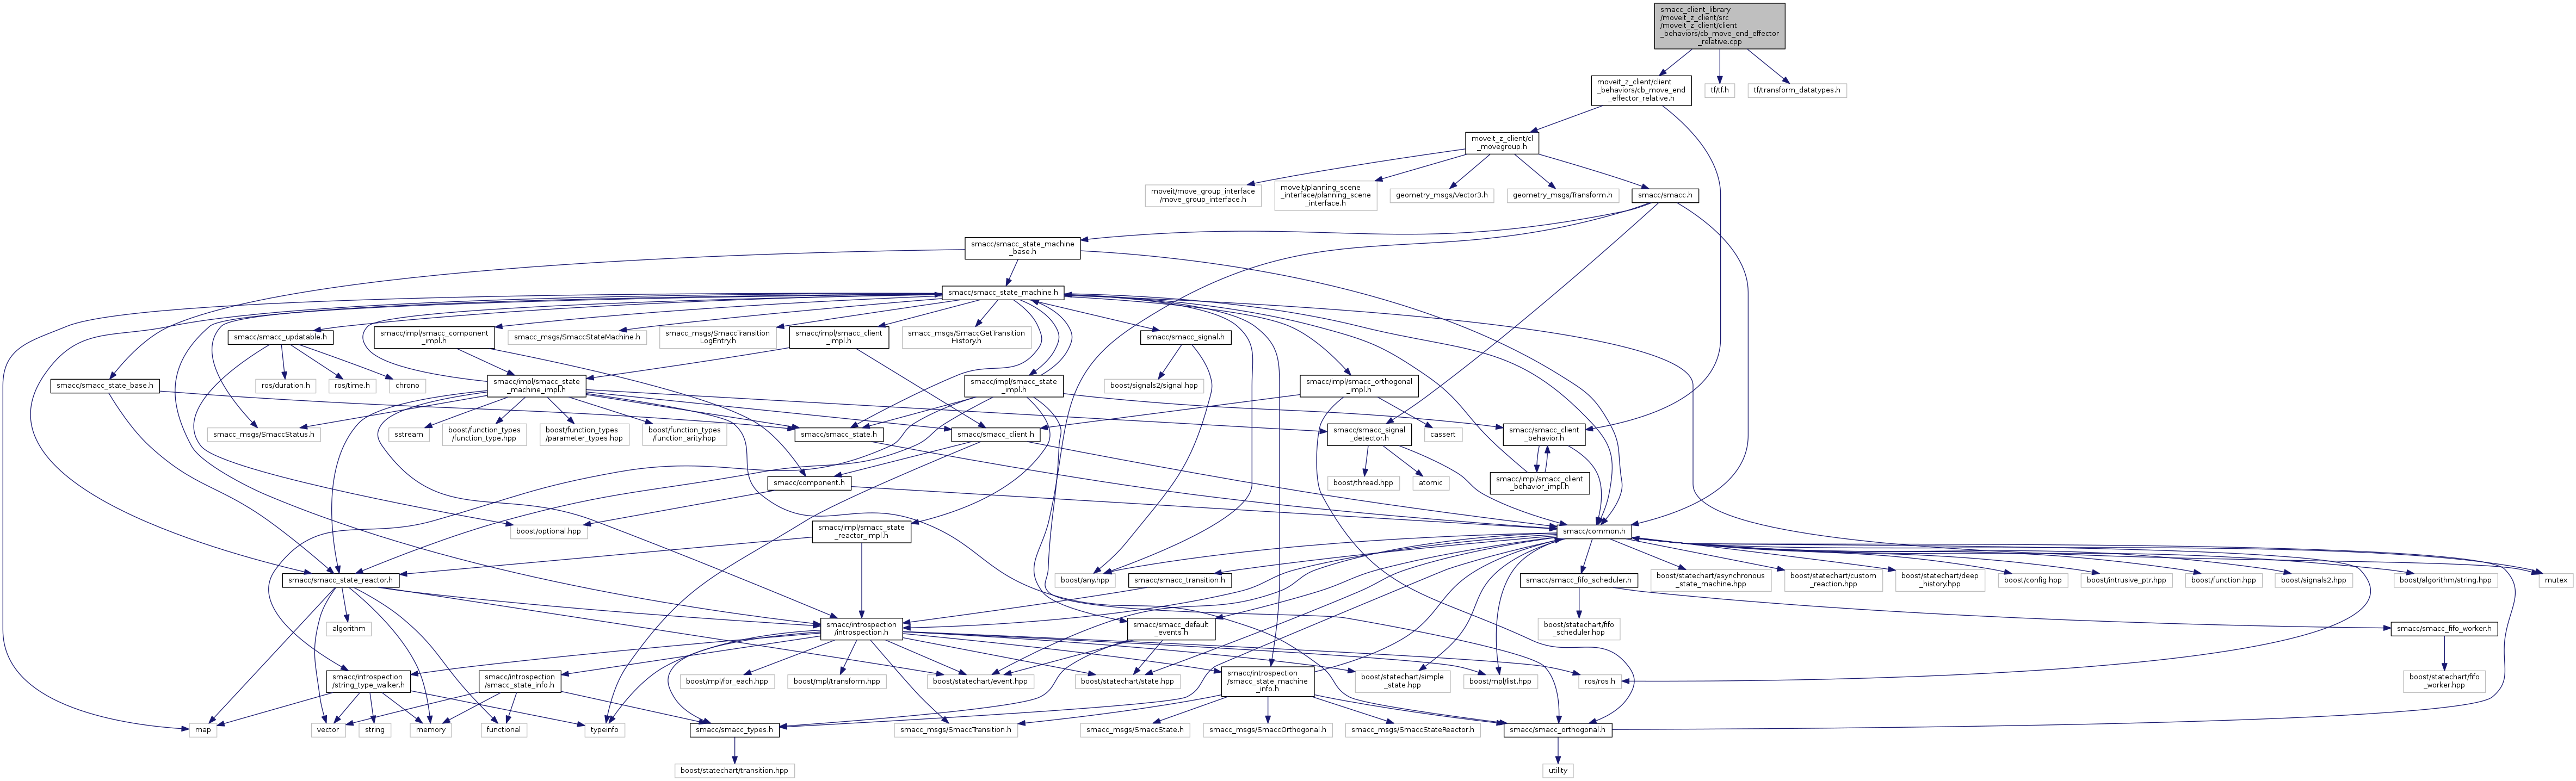 smacc_client_library
/moveit_z_client/src
/moveit_z_client/client
_behaviors/cb_move_end_effector
_relative.cpp
moveit_z_client/client
_behaviors/cb_move_end
_effector_relative.h
tf/tf.h
tf/transform_datatypes.h
moveit_z_client/cl
_movegroup.h
moveit/move_group_interface
/move_group_interface.h
moveit/planning_scene
_interface/planning_scene
_interface.h
geometry_msgs/Vector3.h
geometry_msgs/Transform.h
smacc/smacc.h
smacc/smacc_state_machine
_base.h
smacc/smacc_state_machine.h
smacc/smacc_updatable.h
smacc/impl/smacc_component
_impl.h
smacc_msgs/SmaccStateMachine.h
smacc_msgs/SmaccTransition
LogEntry.h
smacc/impl/smacc_client
_impl.h
smacc_msgs/SmaccGetTransition
History.h
smacc/smacc_signal.h
smacc/smacc_state_base.h
ros/duration.h
ros/time.h
chrono
smacc/impl/smacc_state
_machine_impl.h
smacc/impl/smacc_state
_impl.h
boost/signals2/signal.hpp
smacc/impl/smacc_orthogonal
_impl.h
smacc_msgs/SmaccStatus.h
sstream
boost/function_types
/function_type.hpp
boost/function_types
/parameter_types.hpp
boost/function_types
/function_arity.hpp
smacc/smacc_state.h
smacc/smacc_client.h
smacc/smacc_signal
_detector.h
cassert
smacc/smacc_client
_behavior.h
smacc/component.h
boost/thread.hpp
atomic
smacc/impl/smacc_client
_behavior_impl.h
boost/optional.hpp
smacc/impl/smacc_state
_reactor_impl.h
smacc/common.h
smacc/smacc_state_reactor.h
boost/any.hpp
smacc/smacc_transition.h
smacc/smacc_fifo_scheduler.h
boost/statechart/asynchronous
_state_machine.hpp
boost/statechart/custom
_reaction.hpp
boost/statechart/deep
_history.hpp
boost/config.hpp
boost/intrusive_ptr.hpp
boost/function.hpp
boost/signals2.hpp
boost/algorithm/string.hpp
mutex
algorithm
smacc/introspection
/introspection.h
smacc/smacc_default
_events.h
boost/statechart/fifo
_scheduler.hpp
smacc/smacc_fifo_worker.h
smacc/introspection
/string_type_walker.h
smacc/introspection
/smacc_state_info.h
boost/mpl/for_each.hpp
boost/mpl/transform.hpp
boost/statechart/event.hpp
boost/statechart/state.hpp
smacc/introspection
/smacc_state_machine
_info.h
boost/statechart/simple
_state.hpp
boost/mpl/list.hpp
ros/ros.h
boost/statechart/fifo
_worker.hpp
map
vector
string
memory
functional
typeinfo
smacc/smacc_types.h
smacc_msgs/SmaccTransition.h
smacc_msgs/SmaccState.h
smacc_msgs/SmaccOrthogonal.h
smacc_msgs/SmaccStateReactor.h
smacc/smacc_orthogonal.h
boost/statechart/transition.hpp
utility